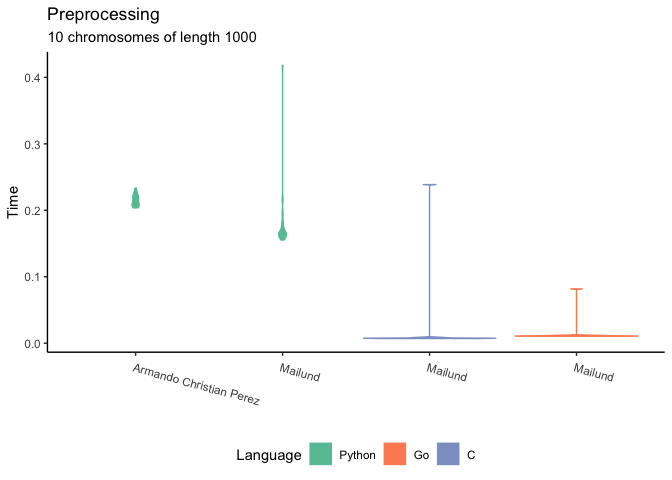 Preprocessing
10 chromosomes of length 1000
Time
0.4
0.3
0.2
0.1
0.0
Armando Christian Perez
Mailund
Mailund
Mailund
Language Python Go C